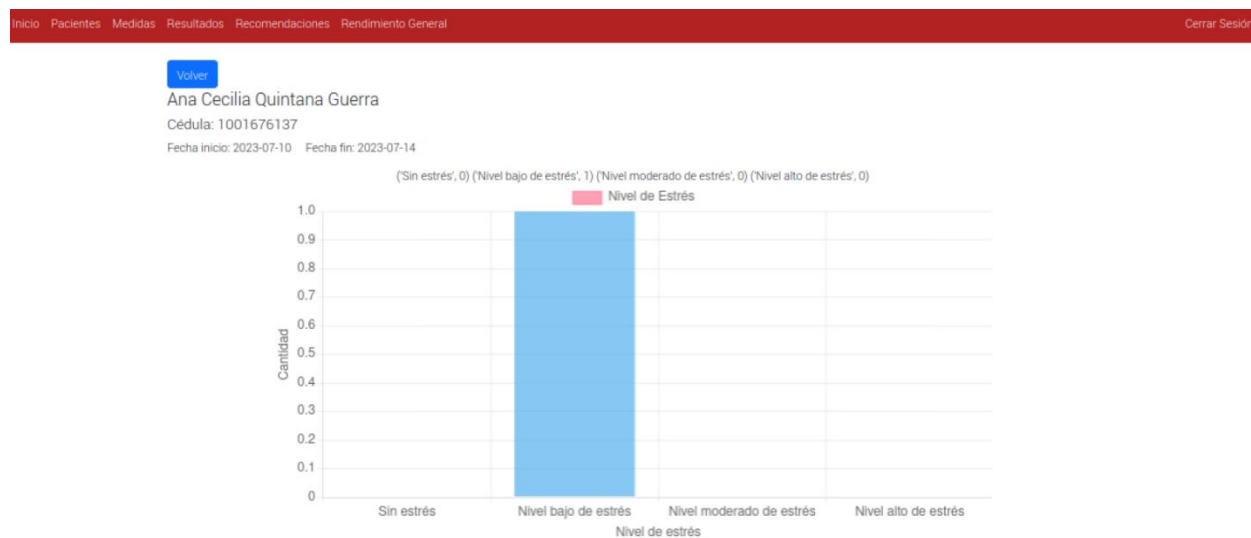 Inicio Pacientes Medidas Resultados Recomendaciones Rendimiento General Cerrar Sesión
Volver
Ana Cecilia Quintana Guerra
Cédula: 1001676137
Fecha inicio: 2023-07-10 Fecha fin: 2023-07-14
('Sin estrés', 0) ('Nivel bajo de estrés', 1) ('Nivel moderado de estrés', 0) ('Nivel alto de estrés', 0)
Nivel de Estrés
1.0
0.9
0.8
0.7
0.6
0.5
0.4
0.3
0.2
0.1
0
Cantidad
Sin estrés Nivel bajo de estrés Nivel moderado de estrés Nivel alto de estrés
Nivel de estrés